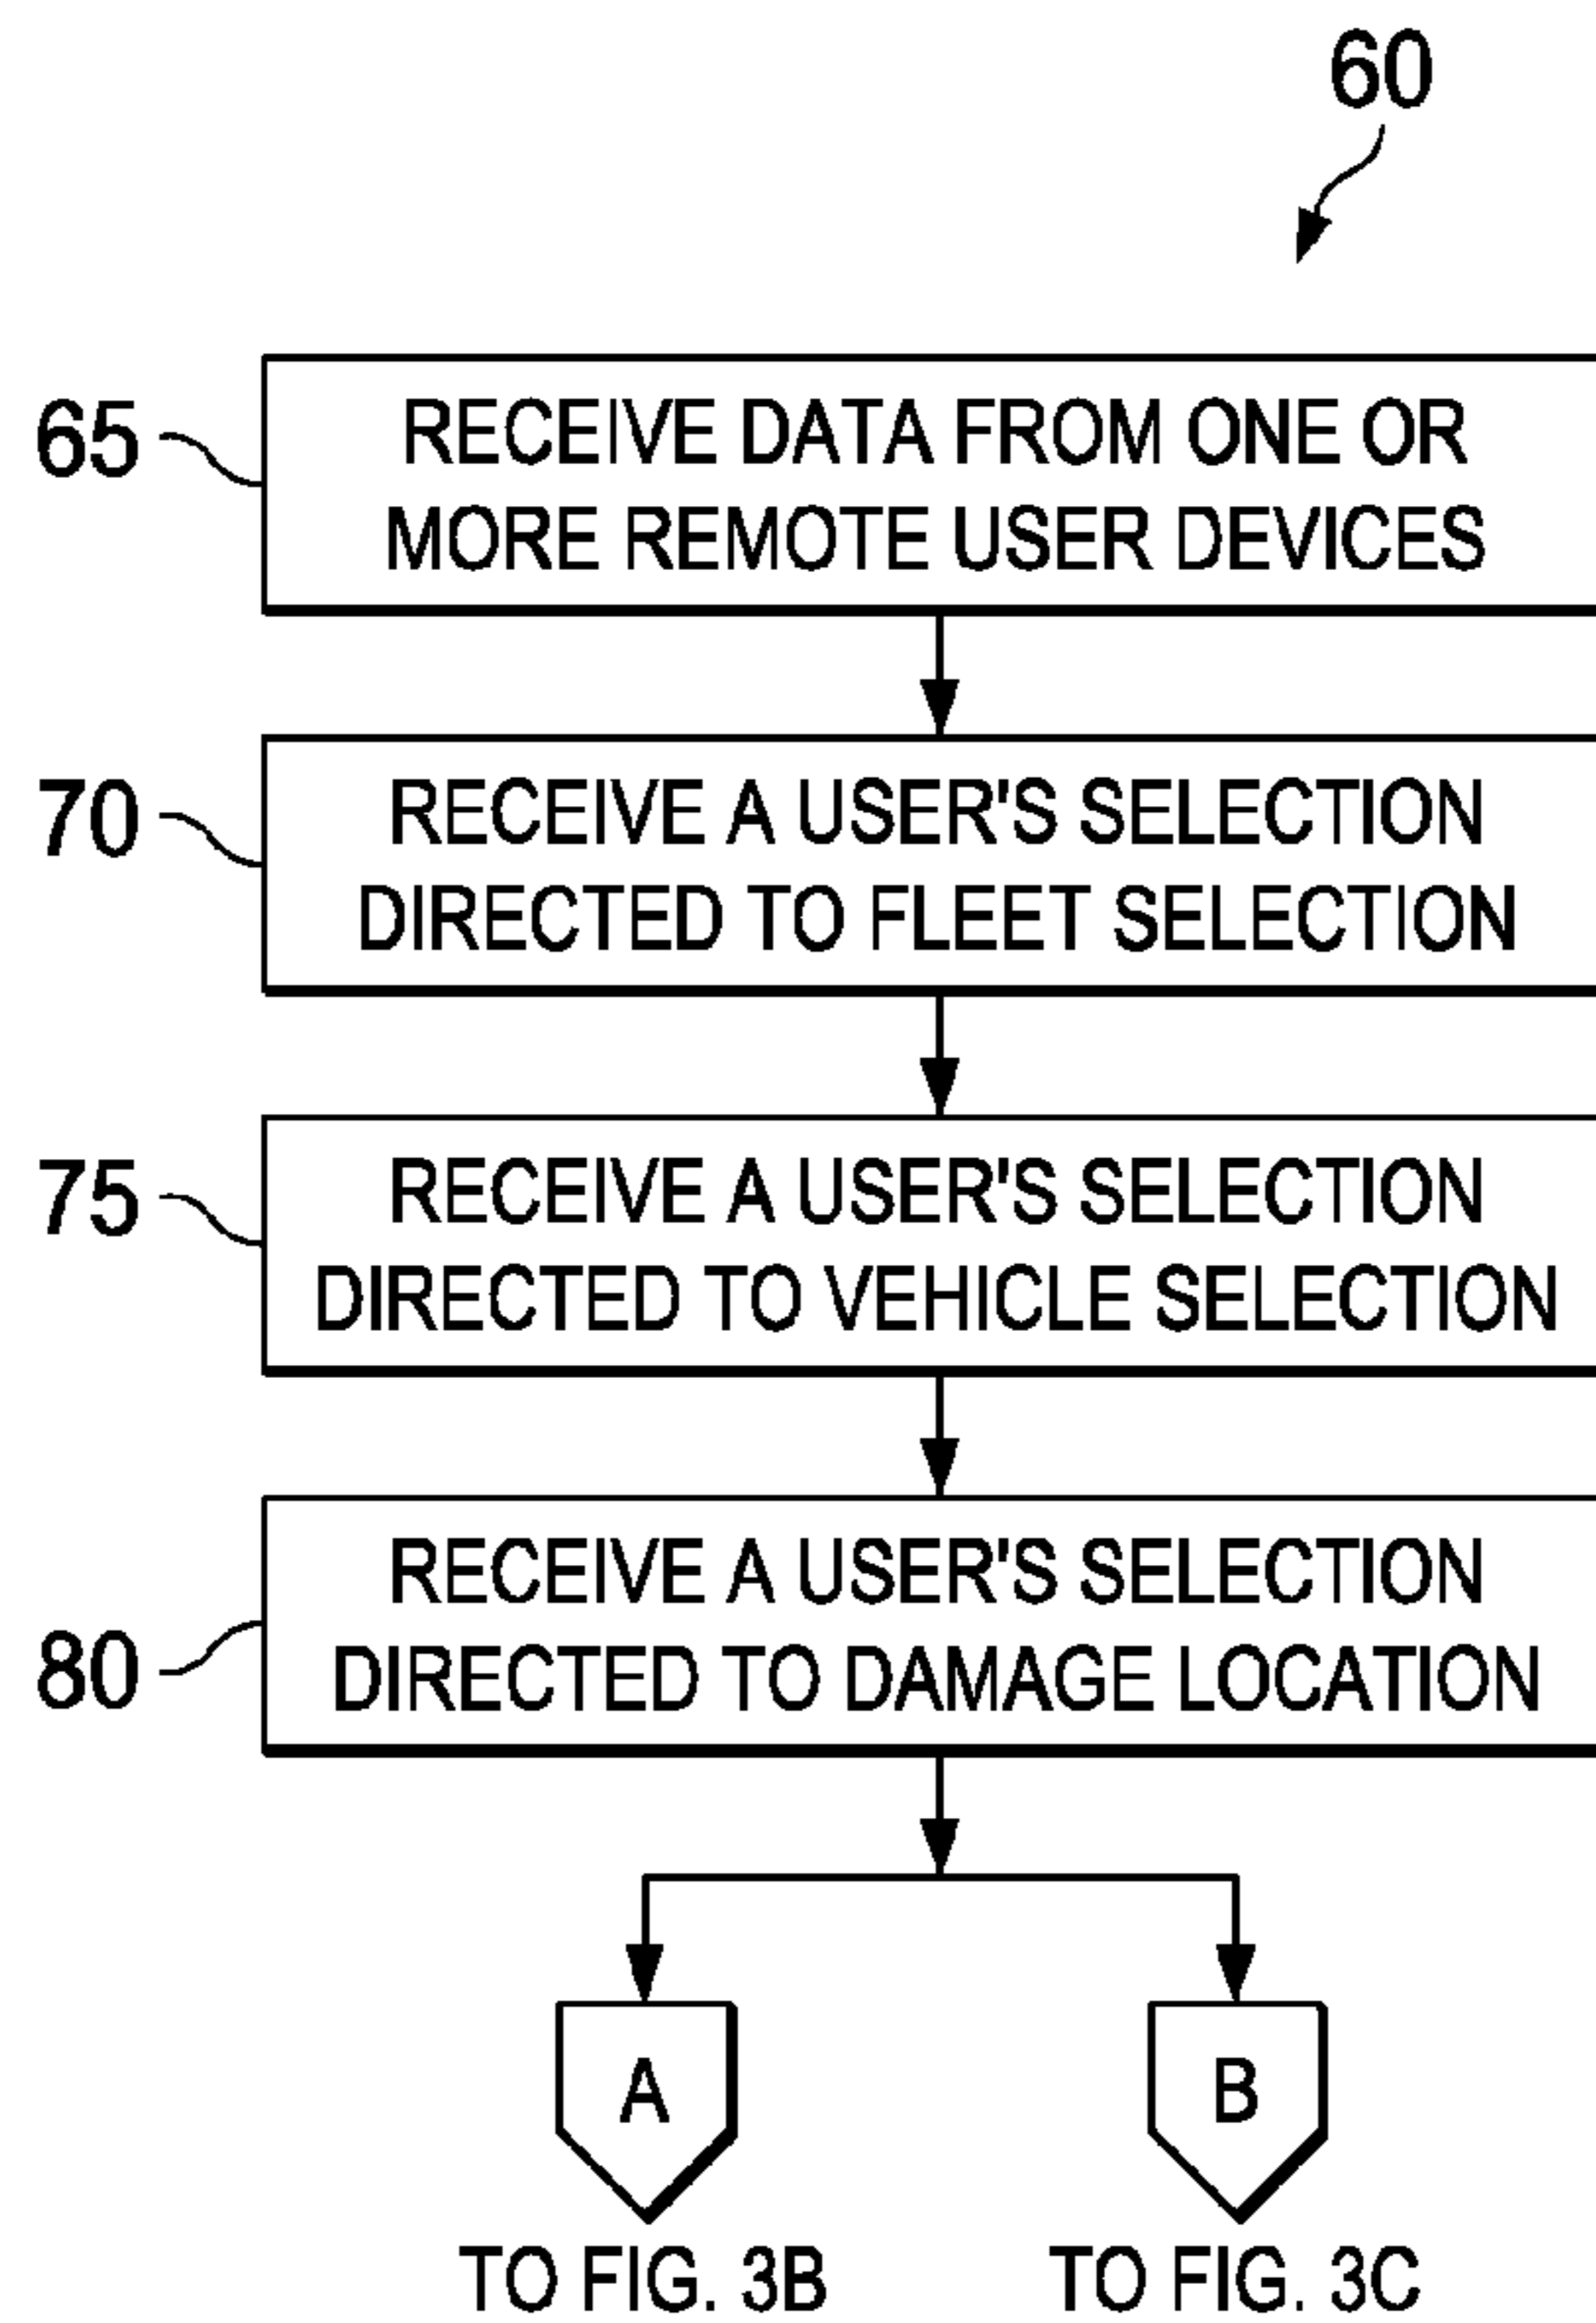 60
65
RECEIVE DATA FROM ONE OR
MORE REMOTE USER DEVICES
70
RECEIVE A USER'S SELECTION
DIRECTED TO FLEET SELECTION
75
RECEIVE A USER'S SELECTION
DIRECTED TO VEHICLE SELECTION
80
RECEIVE A USER'S SELECTION
DIRECTED TO DAMAGE LOCATION
A
B
TO FIG. 3B
TO FIG. 3C